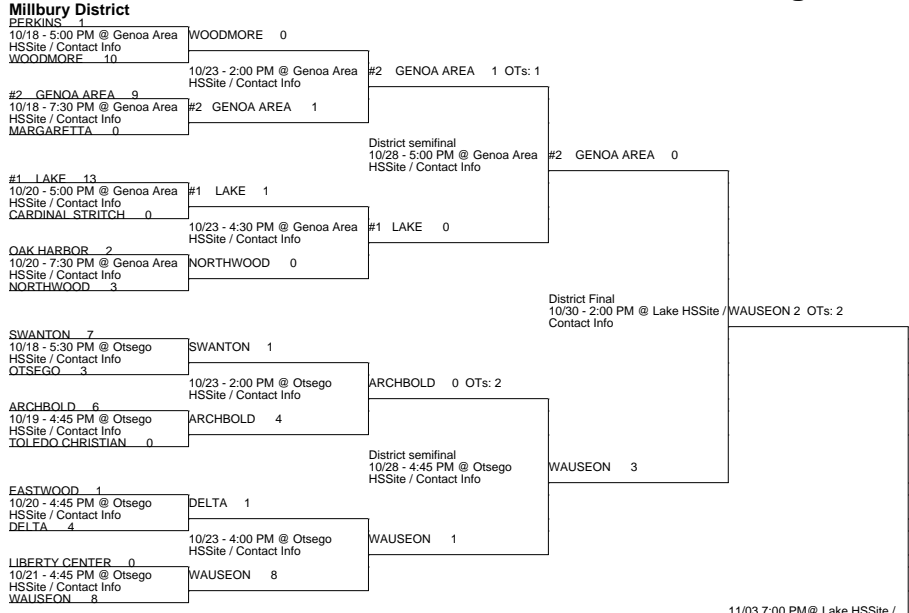 Millbury District
PERKINS 1
10/18 - 5:00 PM @ Genoa Area
HSSite / Contact Info
WOODMORE 10
#2 GENOA AREA 9
10/18 - 7:30 PM @ Genoa Area
HSSite / Contact Info
MARGARETTA 0
#1 LAKE 13
10/20 - 5:00 PM @ Genoa Area
HSSite / Contact Info
CARDINAL STRITCH 0
OAK HARBOR 2
10/20 - 7:30 PM @ Genoa Area
HSSite / Contact Info
NORTHWOOD 3
SWANTON 7
10/18 - 5:30 PM @ Otsego
HSSite / Contact Info
OTSEGO 3
ARCHBOLD 6
10/19 - 4:45 PM @ Otsego
HSSite / Contact Info
TOLEDO CHRISTIAN 0
EASTWOOD 1
10/20 - 4:45 PM @ Otsego
HSSite / Contact Info
DELTA 4
LIBERTY CENTER 0
10/21 - 4:45 PM @ Otsego
HSSite / Contact Info
WAUSEON 8
WOODMORE 0
10/23 - 2:00 PM @ Genoa Area
HSSite / Contact Info
#2 GENOA AREA 1
#1 LAKE 1
10/23 - 4:30 PM @ Genoa Area
HSSite / Contact Info
NORTHWOOD 0
SWANTON 1
10/23 - 2:00 PM @ Otsego
HSSite / Contact Info
ARCHBOLD 4
DELTA 1
10/23 - 4:00 PM @ Otsego
HSSite / Contact Info
WAUSEON 8
#2 GENOA AREA 1 OTs: 1
District semifinal
10/28 - 5:00 PM @ Genoa Area
HSSite / Contact Info
#1 LAKE 0
ARCHBOLD 0 OTs: 2
District semifinal
10/28 - 4:45 PM @ Otsego
HSSite / Contact Info
WAUSEON 1
#2 GENOA AREA 0
District Final
10/30 - 2:00 PM @ Lake HSSite /
Contact Info
WAUSEON 3
WAUSEON 2 OTs: 2
11/03 7:00 PM@ Lake HSSite /